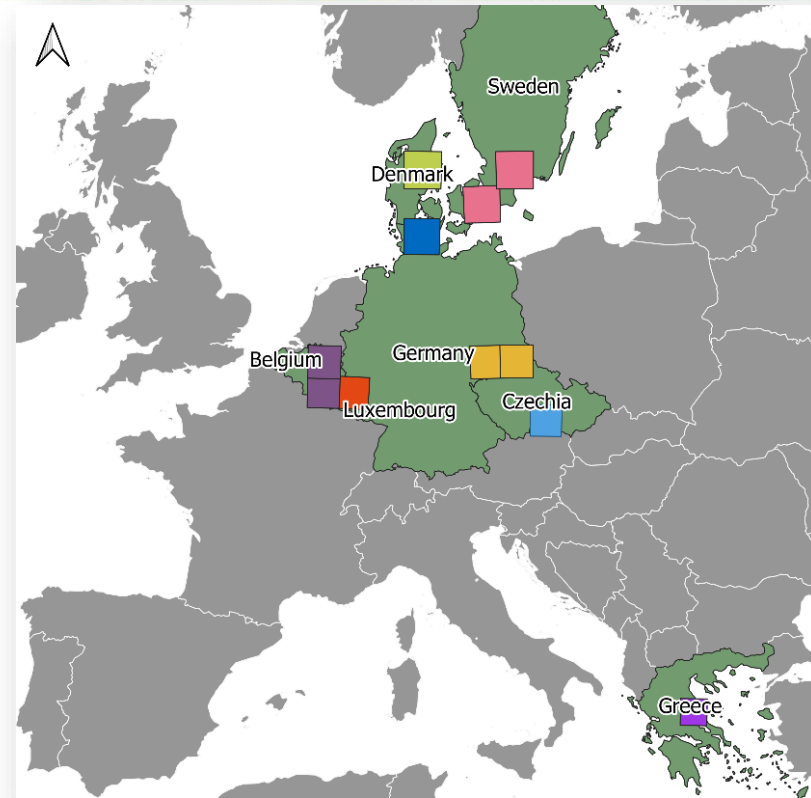 Sweden
Denmark
Germany
Belgium
Czechia
Luxembourg
Greece